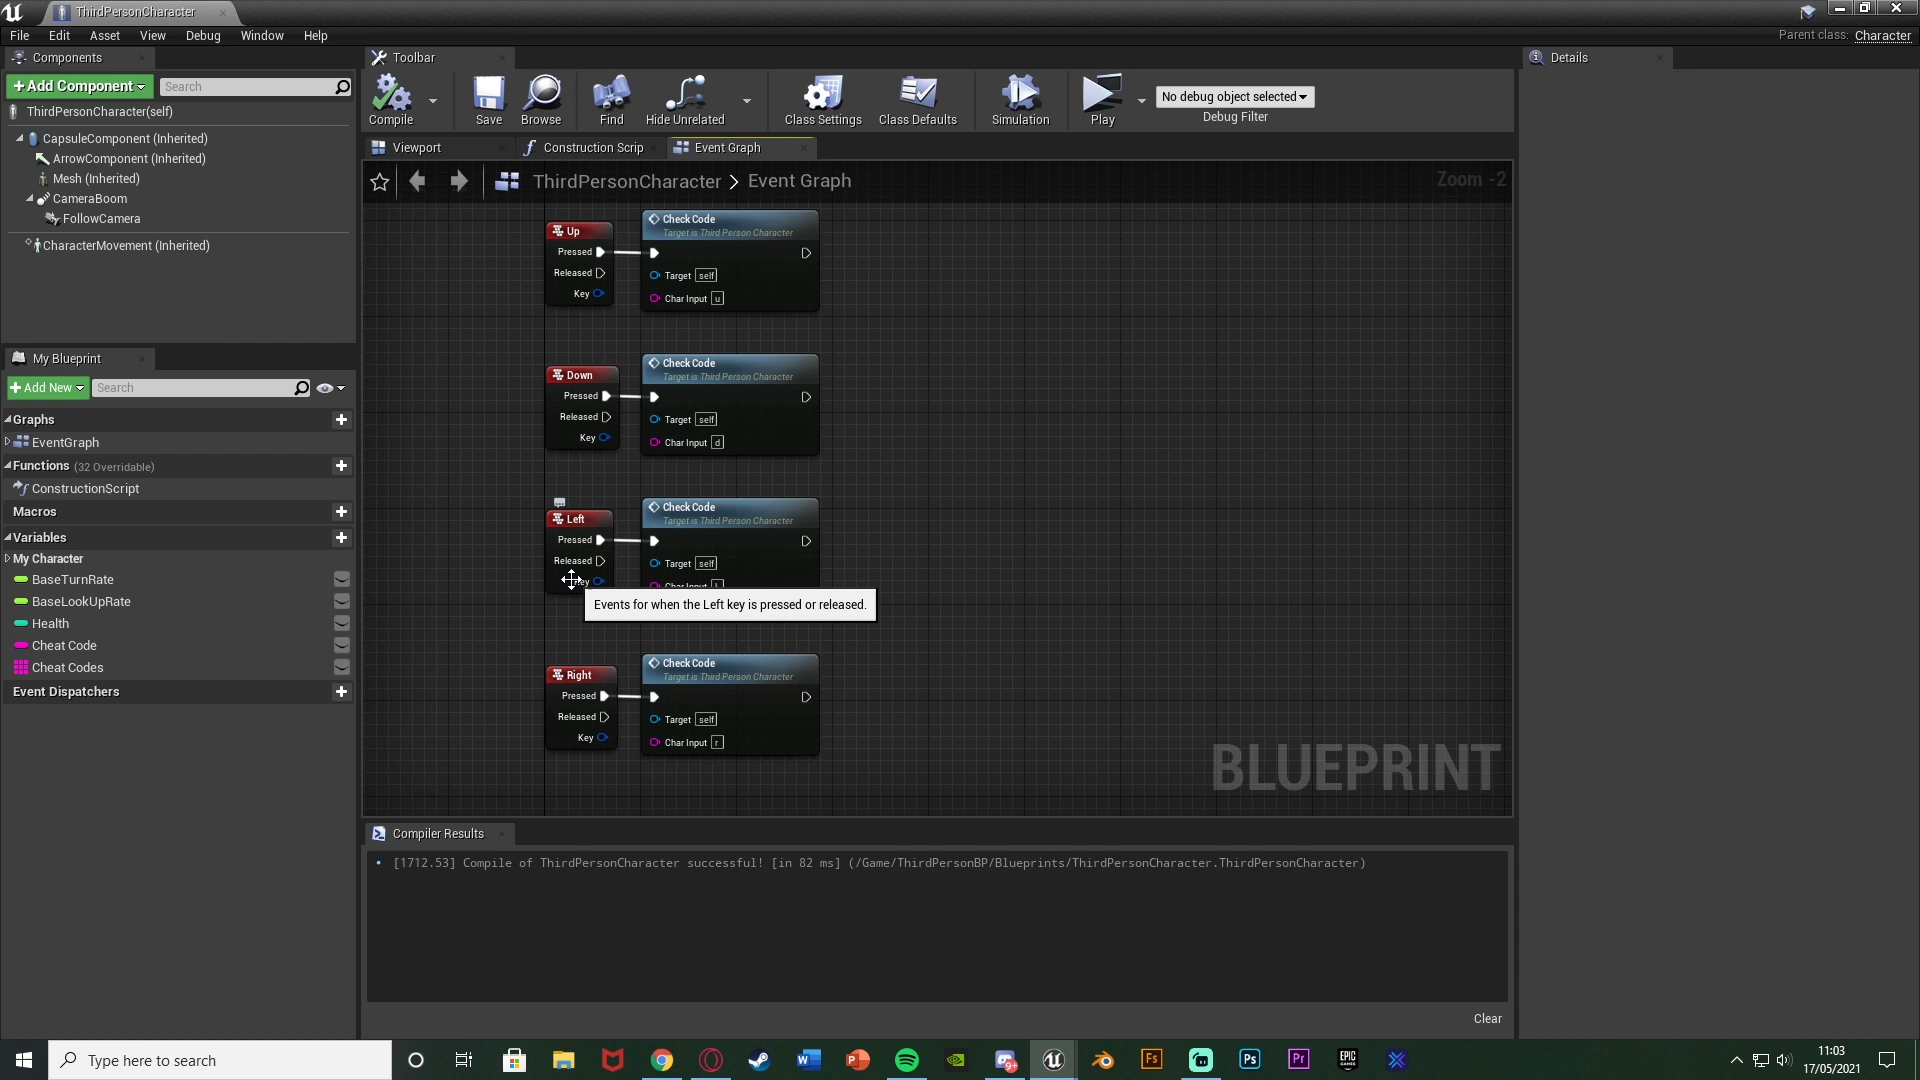 ThirdPersonCharacter
File Edit Asset View Debug Window Help
Parent class: Character
Components
+Add Component Search
ThirdPersonCharacter(self)
CapsuleComponent (Inherited)
ArrowComponent (Inherited)
Mesh (Inherited)
CameraBoom
FollowCamera
CharacterMovement (Inherited)
My Blueprint
+Add New Search
Graphs
EventGraph
Functions (32 Overridable)
ConstructionScript
Macros
Variables
My Character
BaseTurnRate
BaseLookUpRate
Health
Cheat Code
Cheat Codes
Event Dispatchers
Toolbar
Compile Save Browse Find Hide Unrelated Class Settings Class Defaults Simulation Play
No debug object selected
Debug Filter
Viewport Construction Scrip Event Graph
ThirdPersonCharacter > Event Graph
Zoom -2
Up
Pressed
Released
Key
Check Code
Target is Third Person Character
Target self
Char Input u
Down
Pressed
Released
Key
Check Code
Target is Third Person Character
Target self
Char Input d
Left
Pressed
Released
Key
Check Code
Target is Third Person Character
Target self
Char Input
Events for when the Left key is pressed or released.
Right
Pressed
Released
Key
Check Code
Target is Third Person Character
Target self
Char Input r
BLUEPRINT
Compiler Results
[1712.53] Compile of ThirdPersonCharacter successful! [in 82 ms] (/Game/ThirdPersonBP/Blueprints/ThirdPersonCharacter.ThirdPersonCharacter)
Clear
Details
Type here to search
9+
Fs
Ps
Pr
EPIC GAMES
11:03
17/05/2021